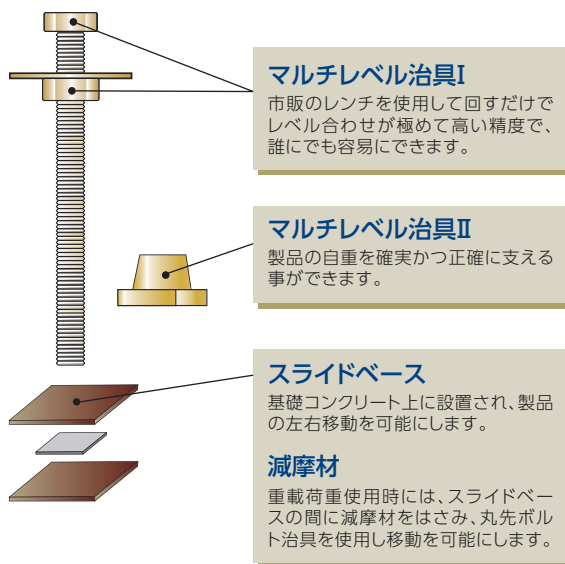 マルチレベル治具Ⅰ
市販のレンチを使用して回すだけで
レベル合わせが極めて高い精度で、
誰にでも容易にできます。
マルチレベル治具Ⅱ
製品の自重を確実かつ正確に支える
事ができます。
スライドベース
基礎コンクリート上に設置され、製品
の左右移動を可能にします。
減摩材
重載荷重使用時には、スライドベー
スの間に減摩材をはさみ、丸先ボル
ト治具を使用し移動を可能にします。